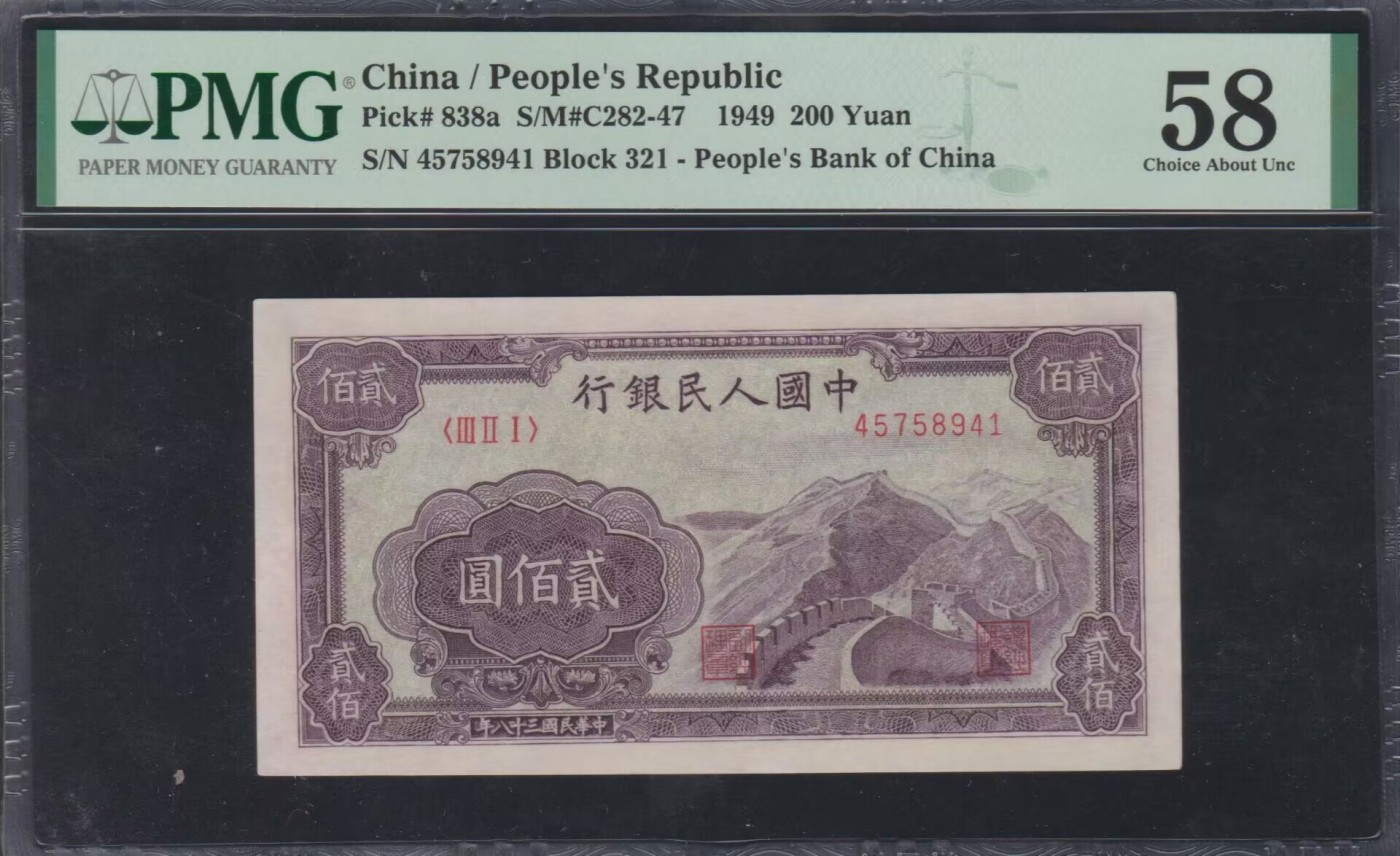 PMG®
PAPER MONEY GUARANTY
China / People's Republic
Pick# 838a S/M#C282-47 1949 200 Yuan
S/N 45758941 Block 321 - People's Bank of China
58
Choice About Unc
佰貳
行銀民人國中
佰貳
〈III II I〉
45758941
圓佰貳
貳佰
年八十三國民華中
貳佰